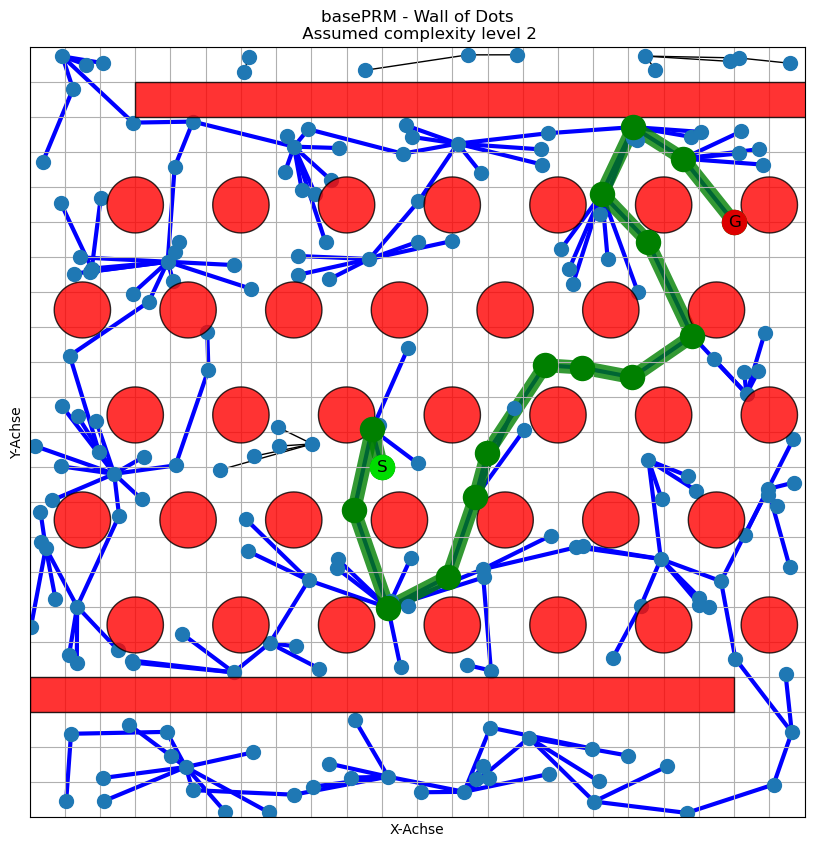 basePRM - Wall of Dots
Assumed complexity level 2
G
S
Y-Achse
X-Achse